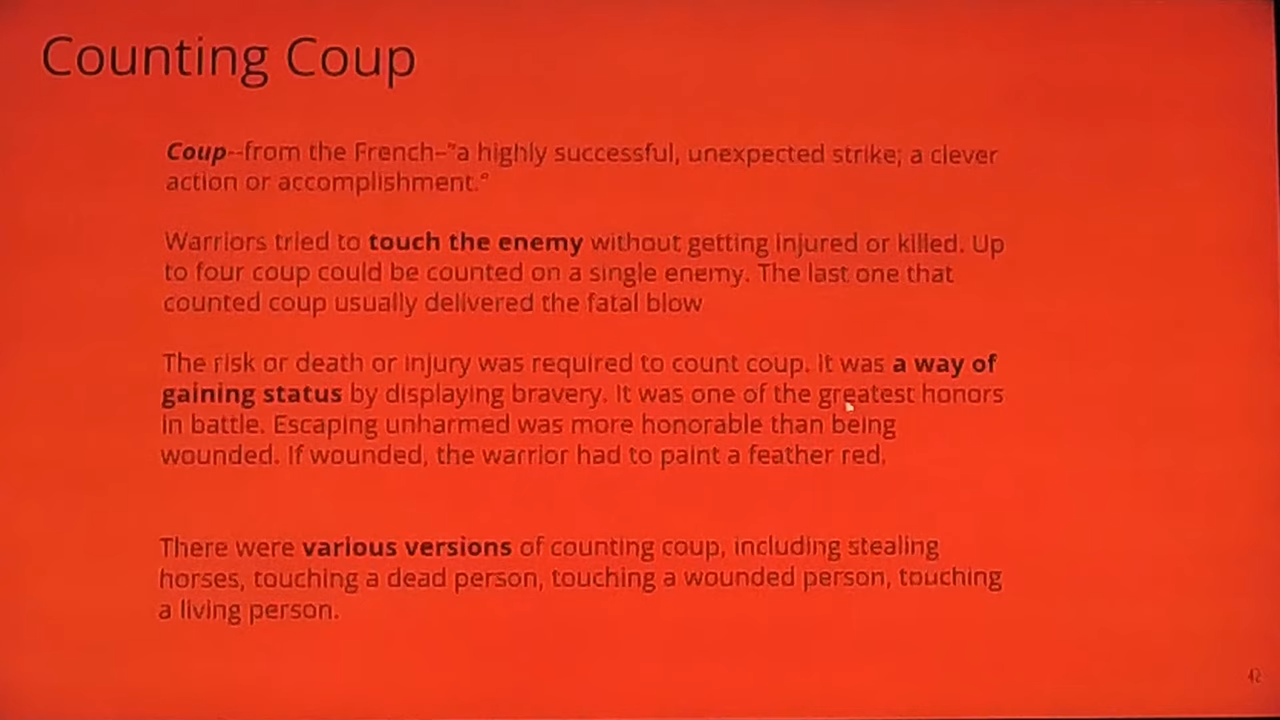 Counting Coup
Coup--from the French-"a highly successful, unexpected strike; a clever
action or accomplishment."
Warriors tried to touch the enemy without getting injured or killed. Up
to four coup could be counted on a single enemy. The last one that
counted coup usually delivered the fatal blow
The risk or death or injury was required to count coup. It was a way of
gaining status by displaying bravery. It was one of the greatest honors
in battle. Escaping unharmed was more honorable than being
wounded. If wounded, the warrior had to paint a feather red.
There were various versions of counting coup, including stealing
horses, touching a dead person, touching a wounded person, touching
a living person.
42